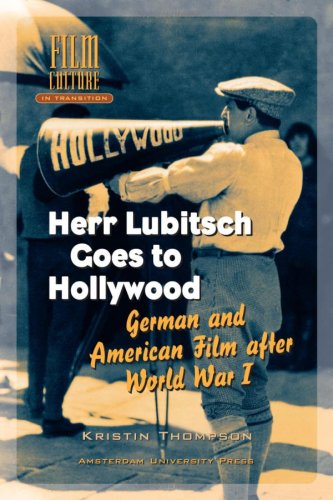 FILM
CULTURE
IN TRANSITION
HOLLYWOOD
Herr Lubitsch
Goes to
Hollywood
German and
American Film after
World War I
KRISTIN THOMPSON
AMSTERDAM UNIVERSITY PRESS